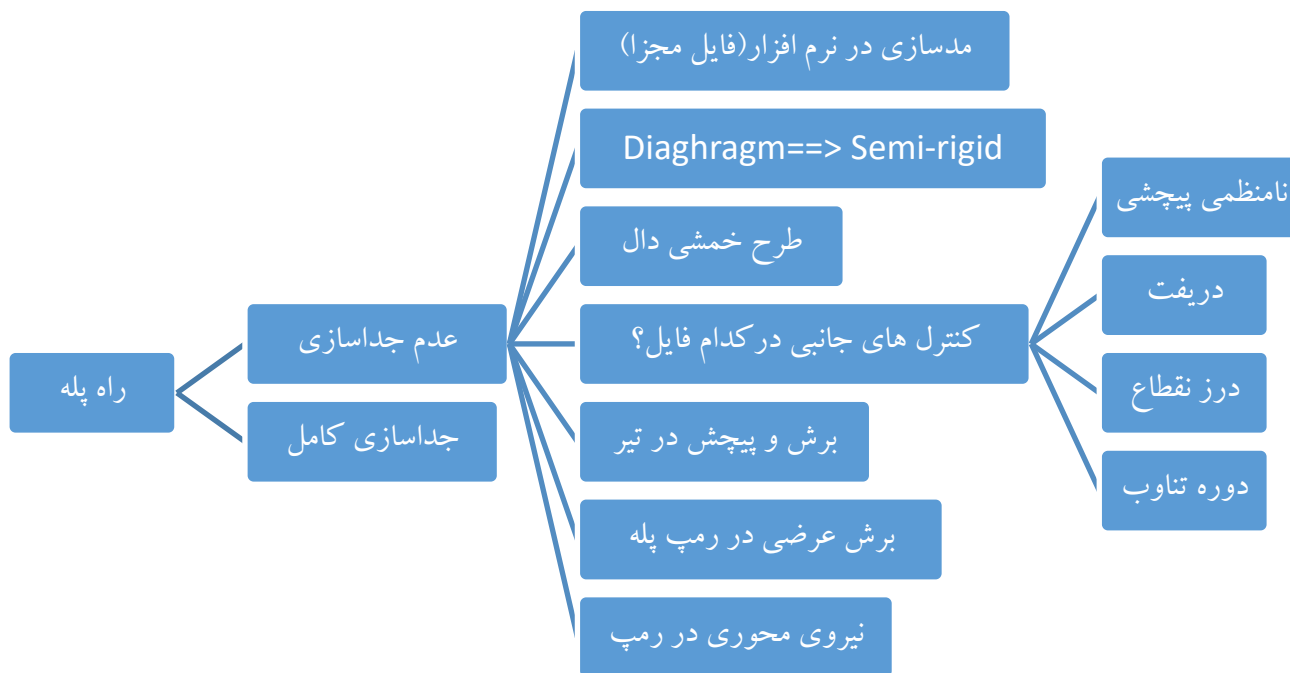 راه پله
عدم جداسازی
جداسازی کامل
مدسازی در نرم افزار(فایل مجزا)
Diaghragm==> Semi-rigid
طرح خمشی دال
کنترل های جانبی در کدام فایل؟
برش و پیچش در تیر
برش عرضی در رمپ پله
نیروی محوری در رمپ
نامنظمی پیچشی
دریفت
درز نقطاع
دوره تناوب